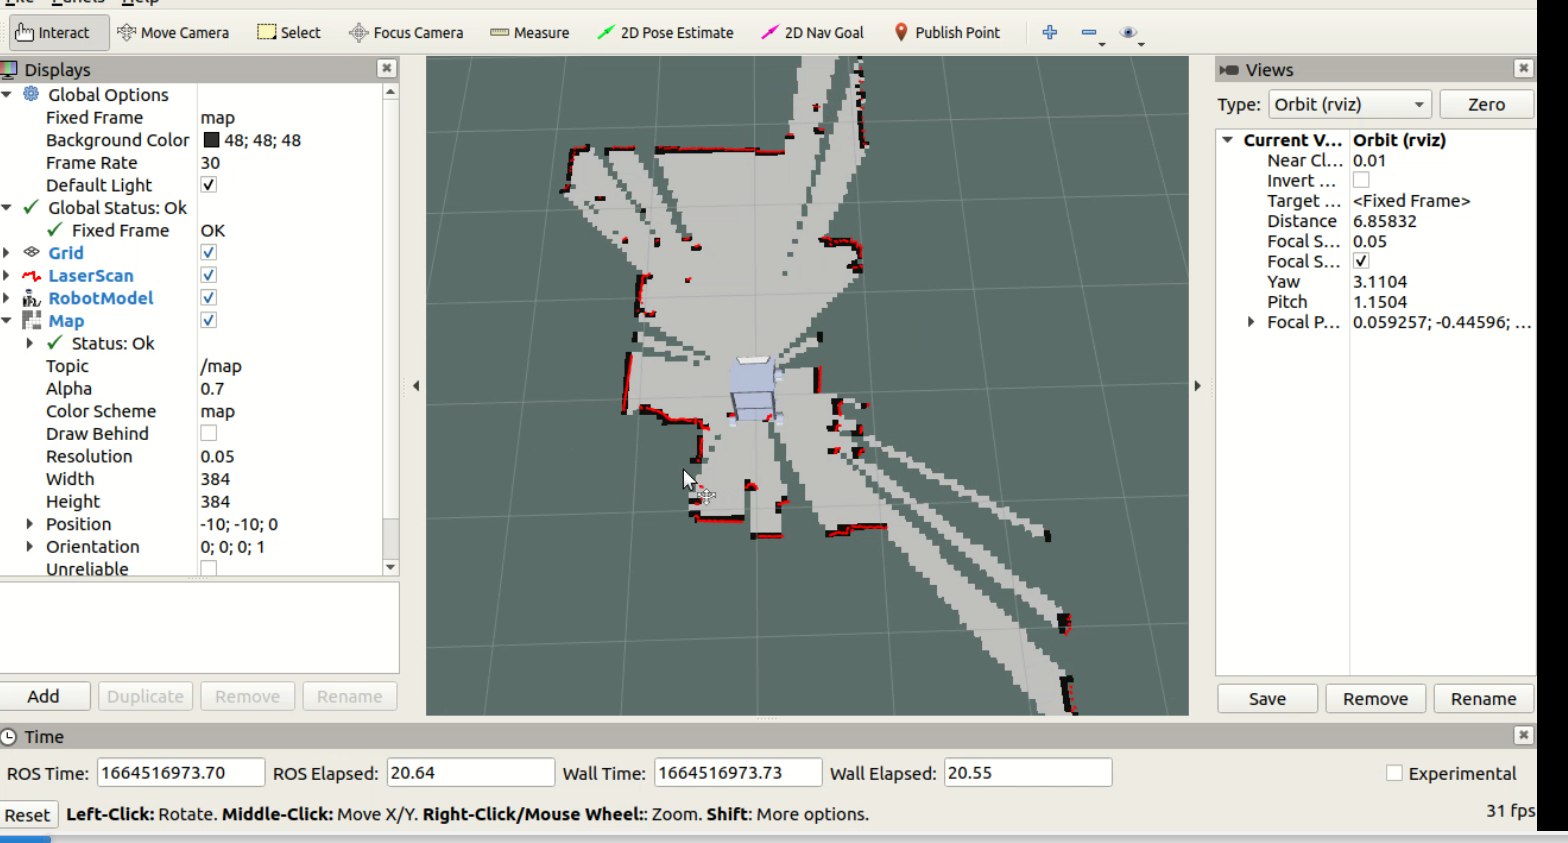 File Panels Help
Interact Move Camera Select Focus Camera Measure 2D Pose Estimate 2D Nav Goal Publish Point
Displays
Global Options
Fixed Frame map
Background Color 48; 48; 48
Frame Rate 30
Default Light
Global Status: Ok
Fixed Frame OK
Grid
LaserScan
RobotModel
Map
Status: Ok
Topic /map
Alpha 0.7
Color Scheme map
Draw Behind
Resolution 0.05
Width 384
Height 384
Position -10; -10; 0
Orientation 0; 0; 0; 1
Unreliable
Add Duplicate Remove Rename
Views
Type: Orbit (rviz) Zero
Current V... Orbit (rviz)
Near Cl... 0.01
Invert ...
Target ... <Fixed Frame>
Distance 6.85832
Focal S... 0.05
Focal S...
Yaw 3.1104
Pitch 1.1504
Focal P... 0.059257; -0.44596; ...
Save Remove Rename
Time
ROS Time: 1664516973.70 ROS Elapsed: 20.64 Wall Time: 1664516973.73 Wall Elapsed: 20.55 Experimental
Reset Left-Click: Rotate. Middle-Click: Move X/Y. Right-Click/Mouse Wheel:: Zoom. Shift: More options. 31 fps